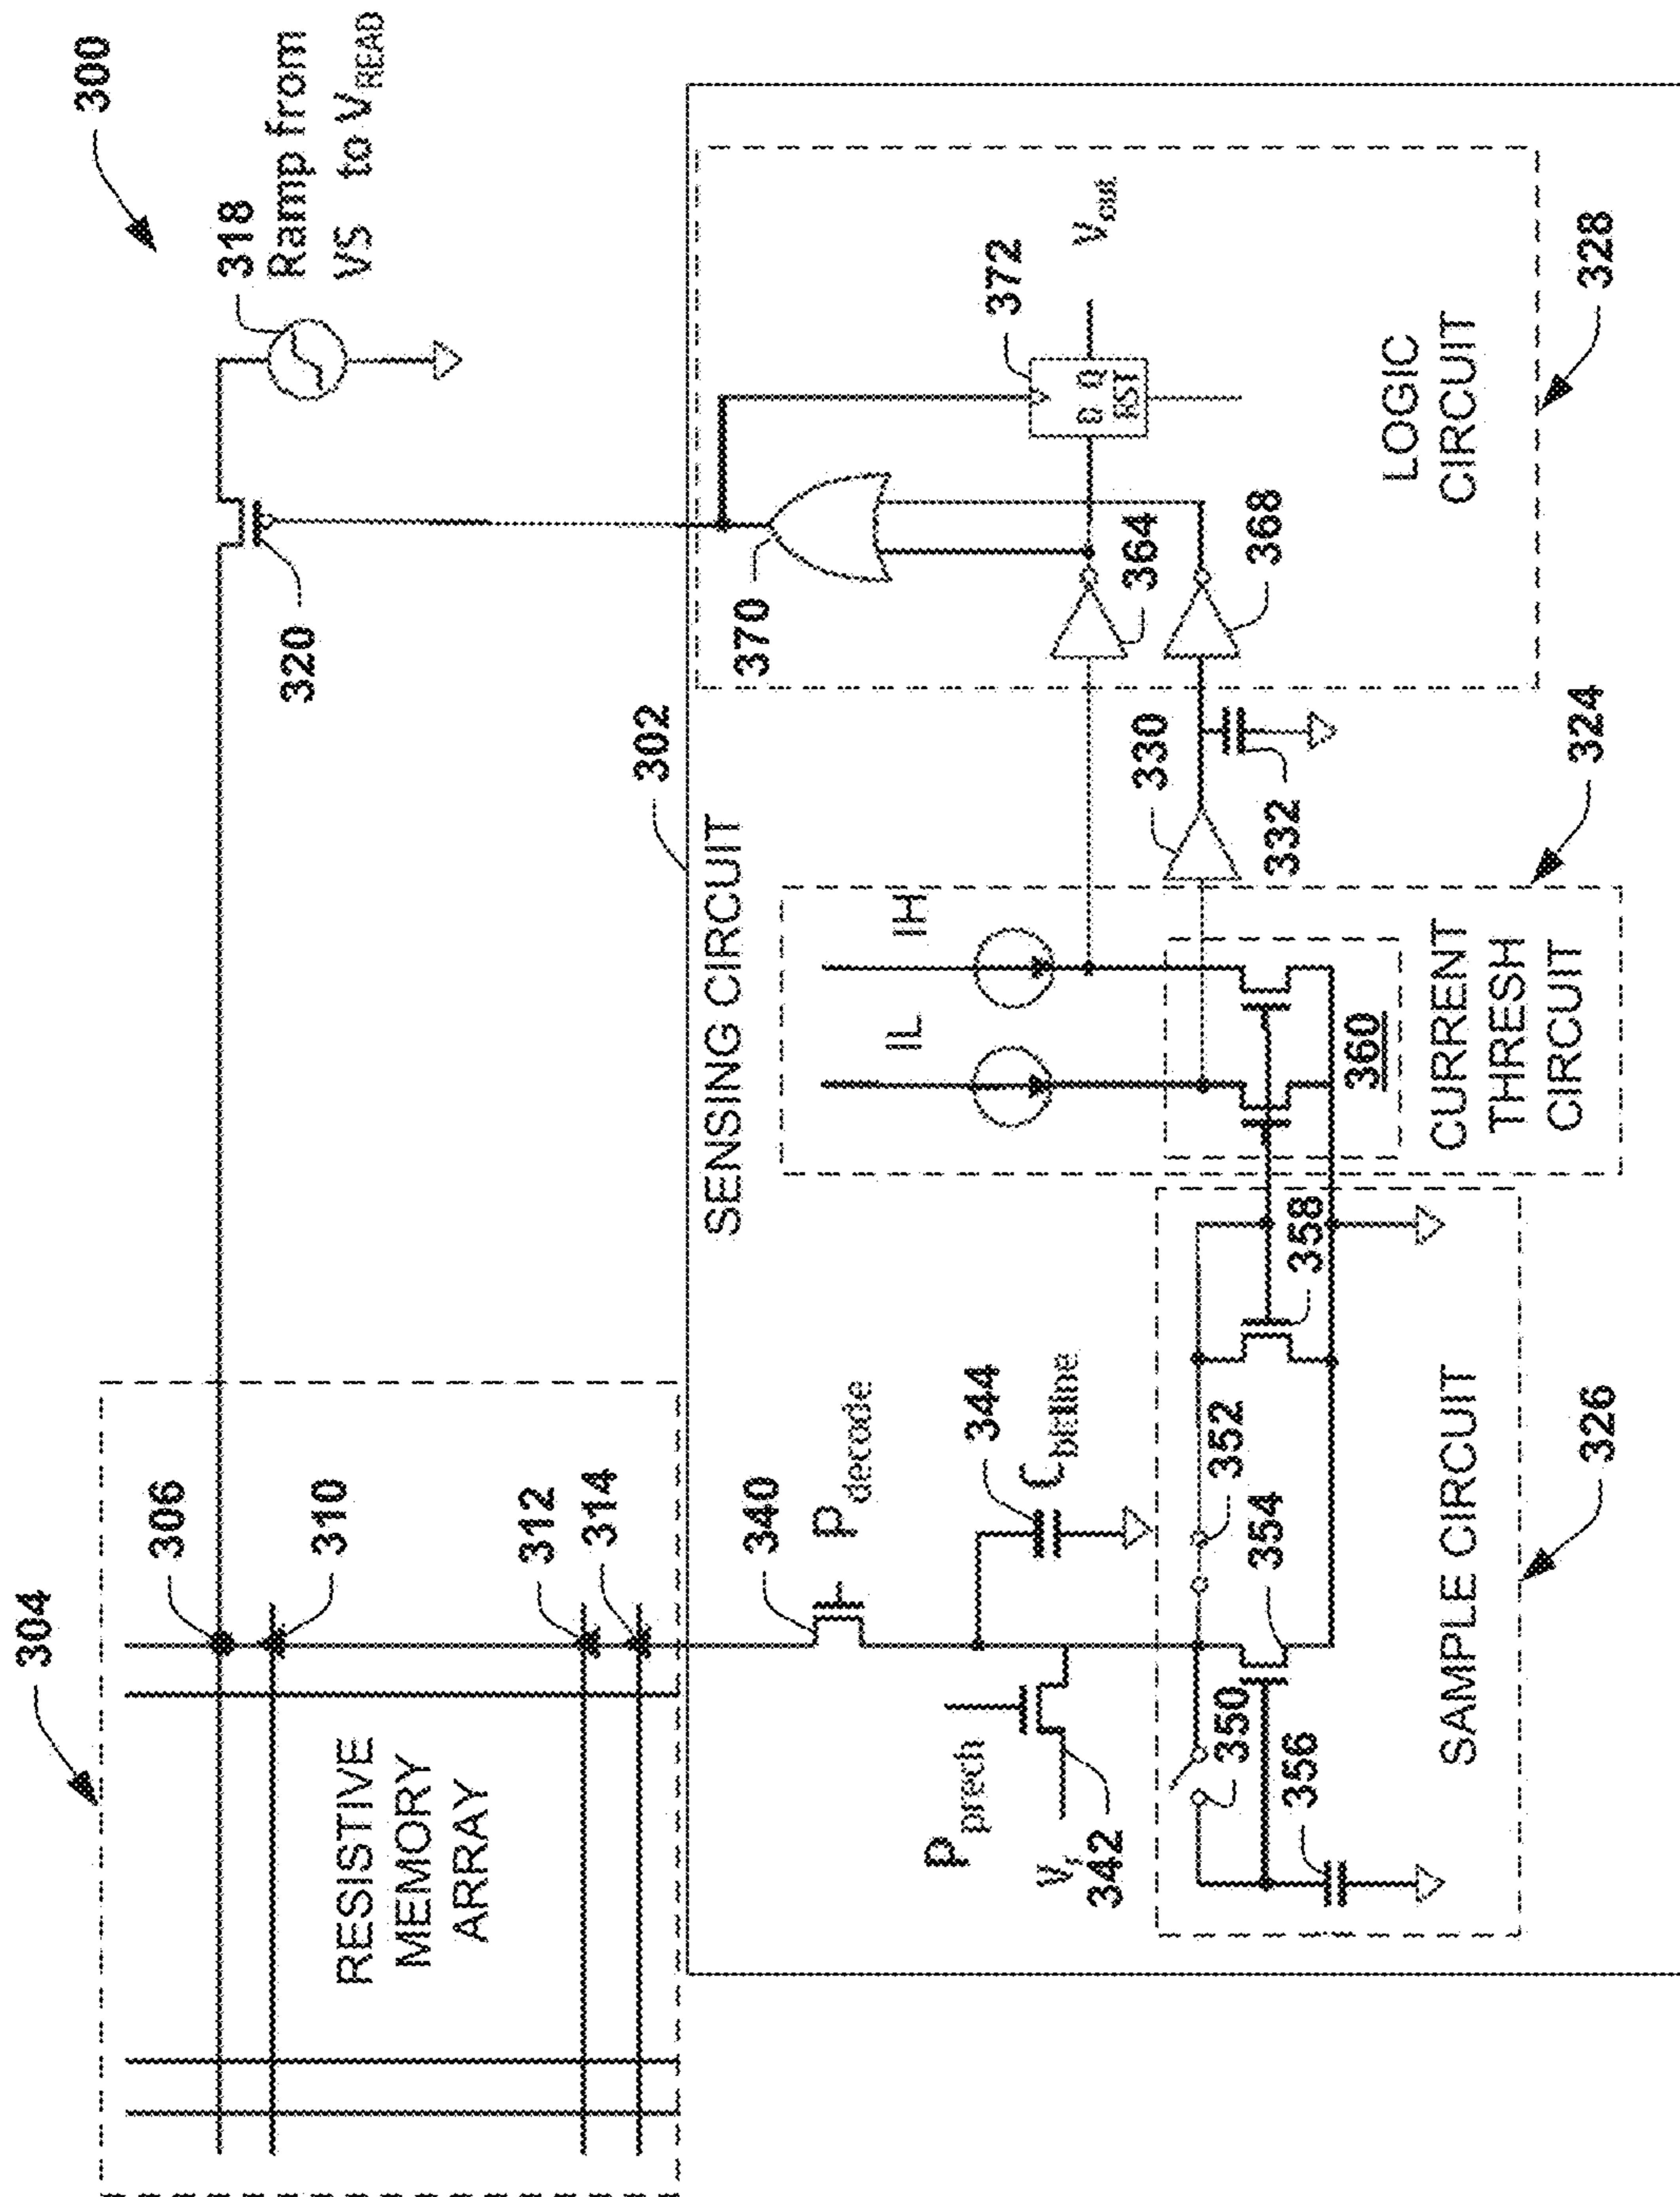 300
304
306
310
312
314
RESISTIVE
MEMORY
ARRAY
318
Ramp from
VS to V_READ
320
302
SENSING CIRCUIT
340
P_decode
P_prech
342
344
C_bitline
350
352
354
356
358
SAMPLE CIRCUIT
326
IL
IH
360
CURRENT
THRESH
CIRCUIT
324
330
332
370
364
368
372
D Q
RST
V_out
LOGIC
CIRCUIT
328